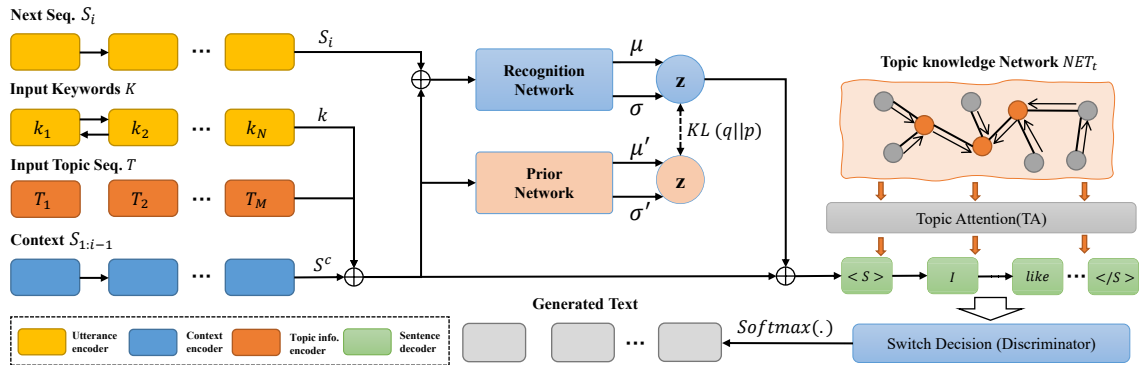 Next Seq. S_i
S_i
Input Keywords K
k_1
k_2
...
k_N
k
Input Topic Seq. T
T_1
T_2
...
T_M
Context S_{1:i−1}
...
S^c
Recognition
Network
μ
σ
z
KL (q||p)
Prior
Network
μ′
σ′
z
Topic knowledge Network NET_t
Topic Attention(TA)
< S >
I
like
...
</S >
Switch Decision (Discriminator)
Softmax(.)
Generated Text
...
Utterance
encoder
Context
encoder
Topic info.
encoder
Sentence
decoder